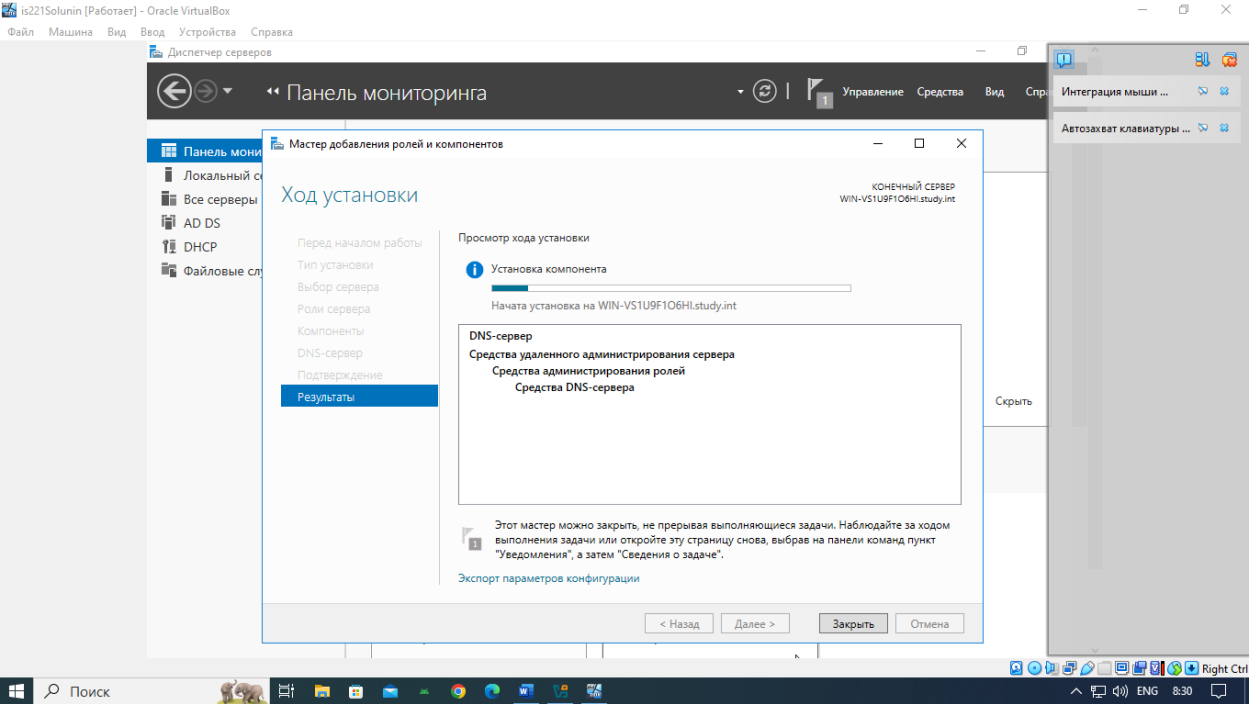 is221Solunin [Работает] - Oracle VirtualBox
Файл Машина Вид Ввод Устройства Справка
Диспетчер серверов
Панель мониторинга
1
Управление Средства Вид Спра
Интеграция мыши ...
Автозахват клавиатуры ...
Панель мони
Локальный се
Все серверы
AD DS
DHCP
Файловые слу
Мастер добавления ролей и компонентов
Ход установки
КОНЕЧНЫЙ СЕРВЕР
WIN-VS1U9F1O6HI.study.int
Перед началом работы
Тип установки
Выбор сервера
Роли сервера
Компоненты
DNS-сервер
Подтверждение
Результаты
Просмотр хода установки
Установка компонента
Начата установка на WIN-VS1U9F1O6HI.study.int
DNS-сервер
Средства удаленного администрирования сервера
Средства администрирования ролей
Средства DNS-сервера
Скрыть
1
Этот мастер можно закрыть, не прерывая выполняющиеся задачи. Наблюдайте за ходом
выполнения задачи или откройте эту страницу снова, выбрав на панели команд пункт
"Уведомления", а затем "Сведения о задаче".
Экспорт параметров конфигурации
< Назад Далее > Закрыть Отмена
Right Ctrl
Поиск
ENG 8:30